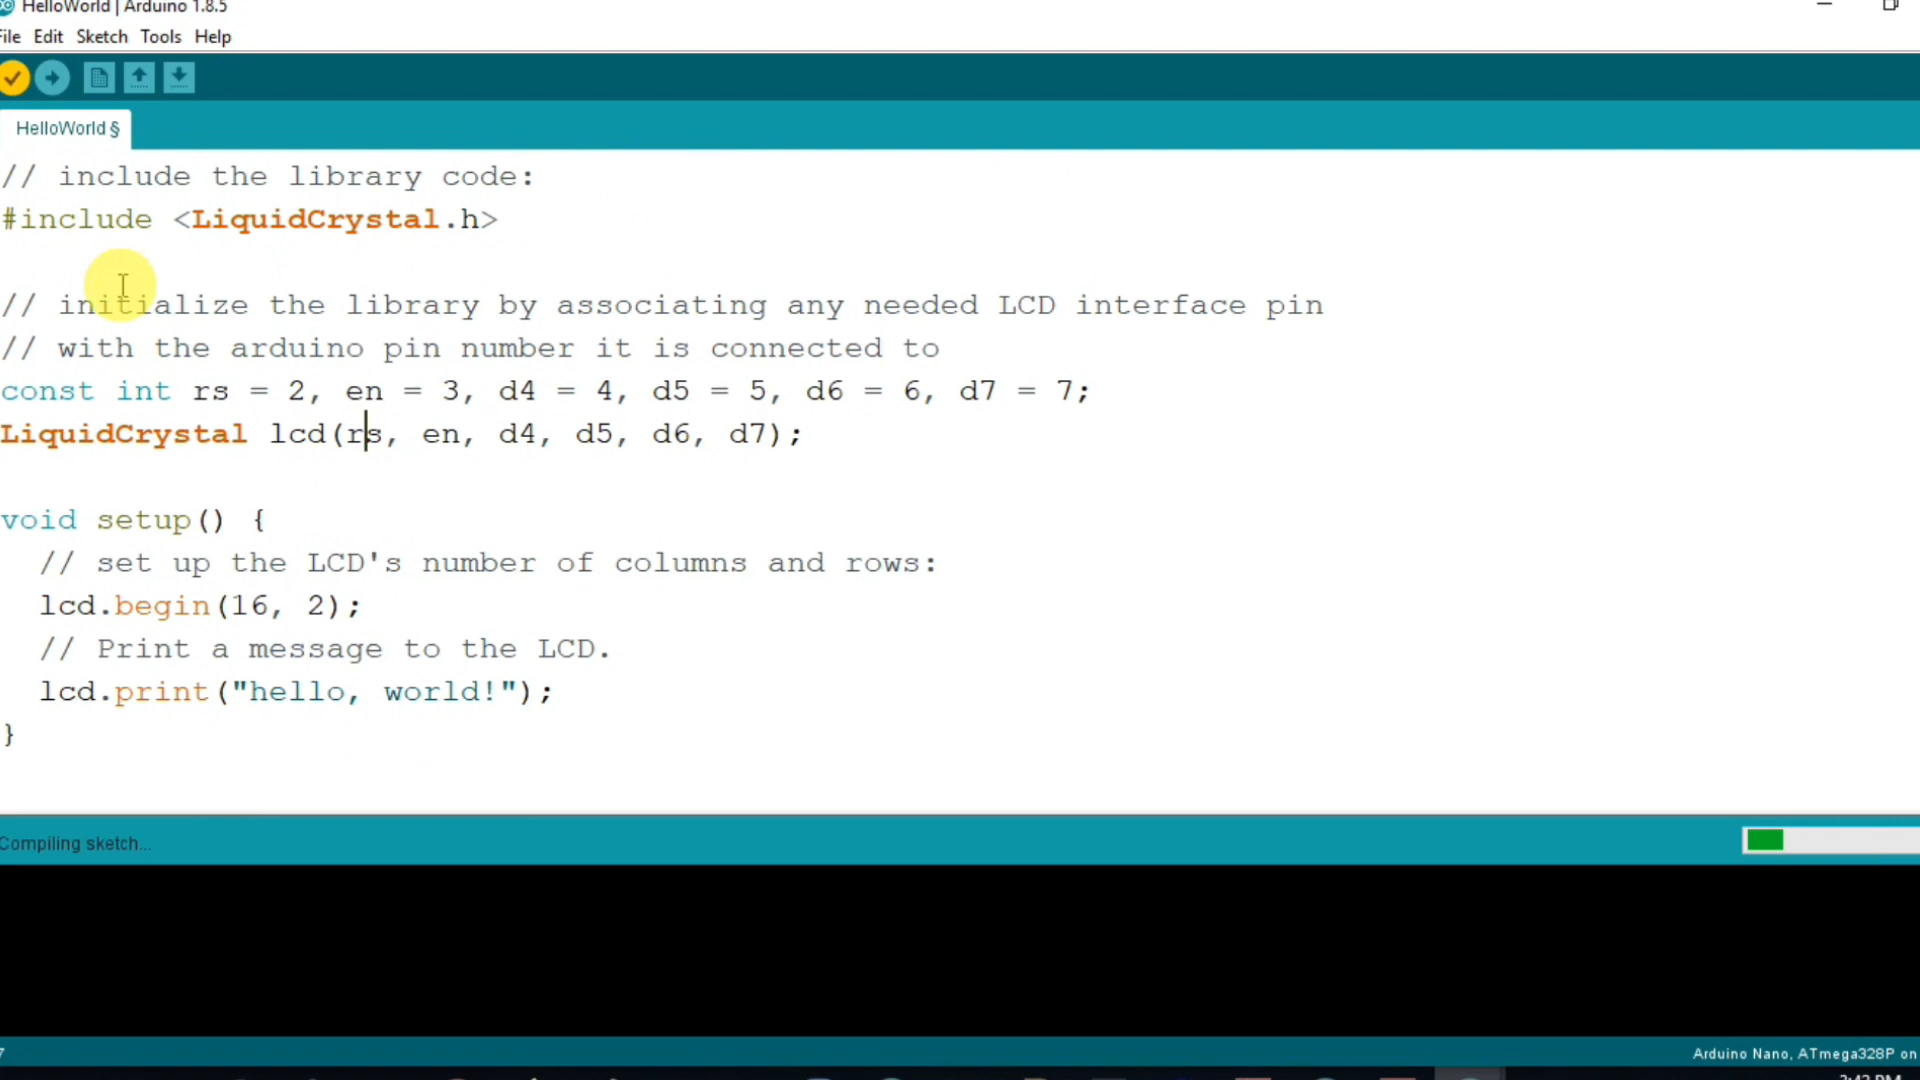 HelloWorld | Arduino 1.8.5
File Edit Sketch Tools Help
HelloWorld §
// include the library code:
#include <LiquidCrystal.h>
// initialize the library by associating any needed LCD interface pin
// with the arduino pin number it is connected to
const int rs = 2, en = 3, d4 = 4, d5 = 5, d6 = 6, d7 = 7;
LiquidCrystal lcd(rs, en, d4, d5, d6, d7);
void setup() {
// set up the LCD's number of columns and rows:
lcd.begin(16, 2);
// Print a message to the LCD.
lcd.print("hello, world!");
}
Compiling sketch...
Arduino Nano, ATmega328P on